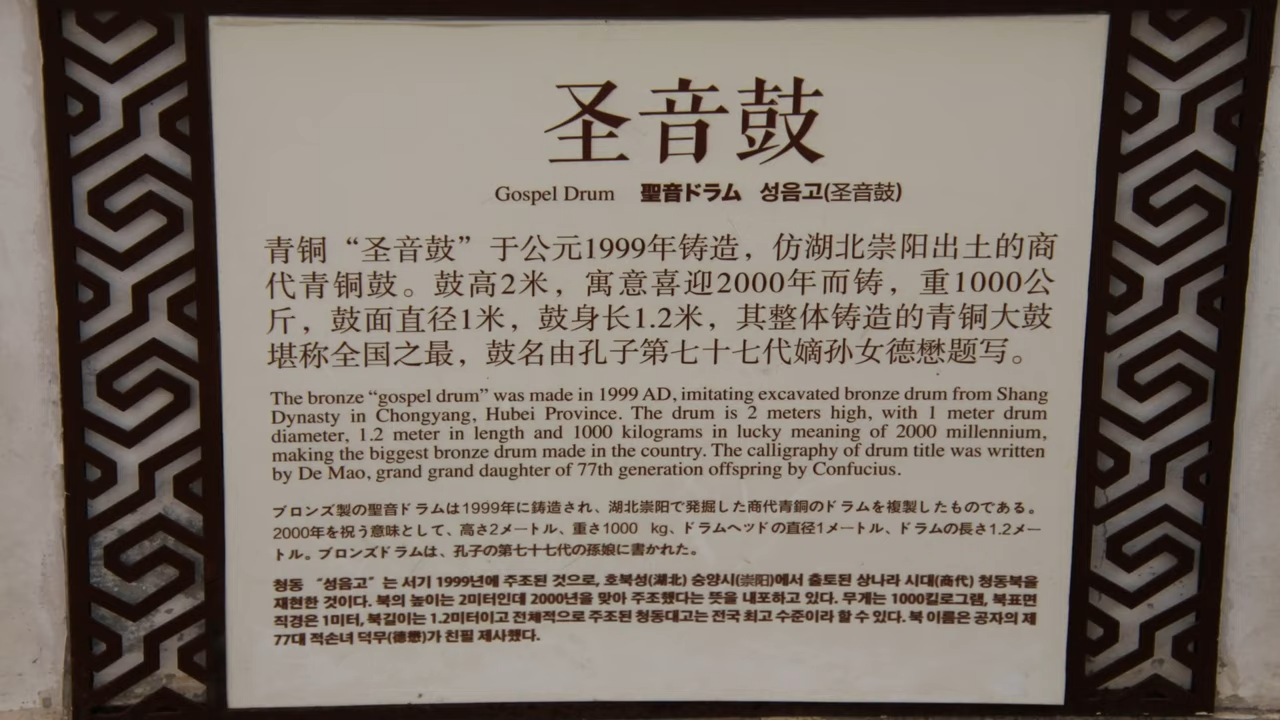 圣音鼓
Gospel Drum 聖音ドラム 성음고(圣音鼓)
青铜“圣音鼓”于公元1999年铸造，仿湖北崇阳出土的商
代青铜鼓。鼓高2米，寓意喜迎2000年而铸，重1000公
斤，鼓面直径1米，鼓身长1.2米，其整体铸造的青铜大鼓
堪称全国之最，鼓名由孔子第七十七代嫡孙女德懋题写。
The bronze “gospel drum” was made in 1999 AD, imitating excavated bronze drum from Shang
Dynasty in Chongyang, Hubei Province. The drum is 2 meters high, with 1 meter drum
diameter, 1.2 meter in length and 1000 kilograms in lucky meaning of 2000 millennium,
making the biggest bronze drum made in the country. The calligraphy of drum title was written
by De Mao, grand grand daughter of 77th generation offspring by Confucius.
ブロンズ製の聖音ドラムは1999年に鋳造され、湖北崇阳で発掘した商代青銅のドラムを複製したものである。
2000年を祝う意味として、高さ2メートル、重さ1000 kg、ドラムヘッドの直径1メートル、ドラムの長さ1.2メー
トル。ブロンズドラムは、孔子の第七十七代の孫娘に書かれた。
청동 “성음고”는 서기 1999년에 주조된 것으로, 호북성(湖北) 숭양시(崇阳)에서 출토된 상나라 시대(商代) 청동북을
재현한 것이다. 북의 높이는 2미터인데 2000년을 맞아 주조했다는 뜻을 내포하고 있다. 무게는 1000킬로그램, 북표면
직경은 1미터, 북길이는 1.2미터이고 전체적으로 주조된 청동대고는 전국 최고 수준이라 할 수 있다. 북 이름은 공자의 제
77대 적손녀 덕무(德懋)가 친필 제사했다.